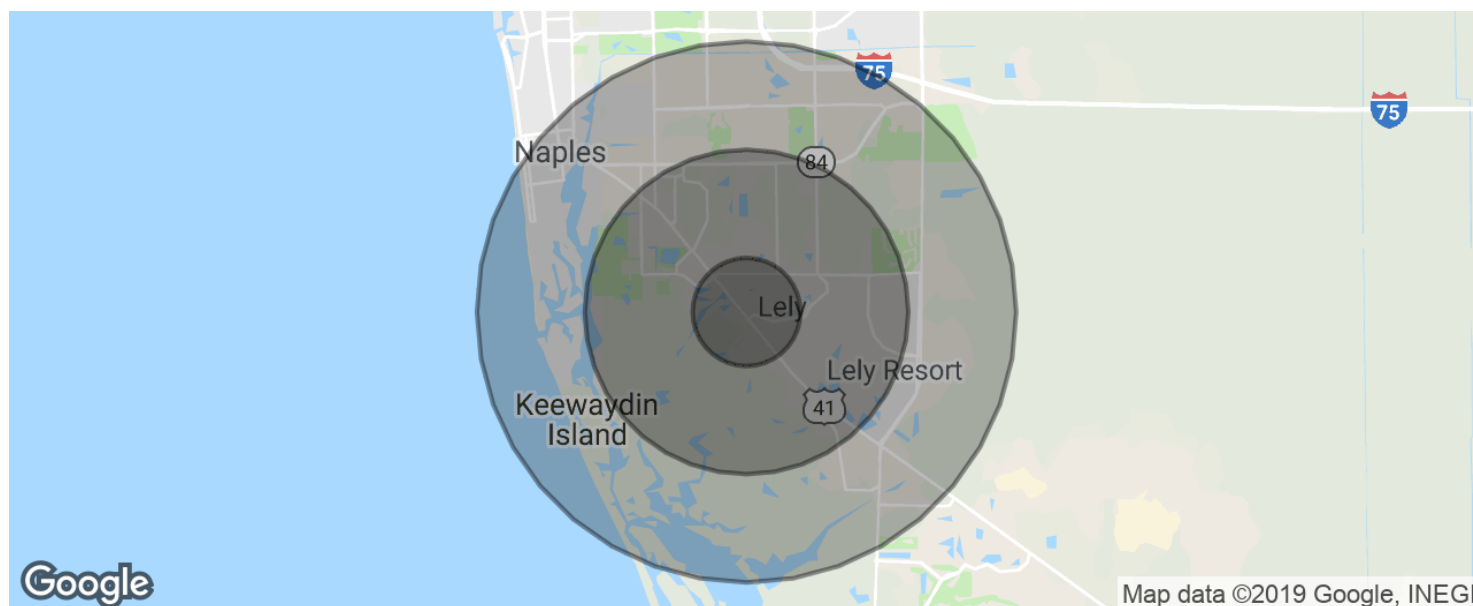 75
75
Naples
84
Lely
Lely Resort
Keewaydin
Island
41
Google
Map data ©2019 Google, INEGI